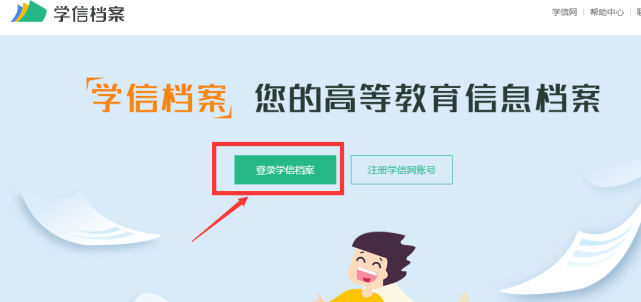 学信档案
学信网 | 帮助中心 |
学信档案 您的高等教育信息档案
登录学信档案 注册学信网账号